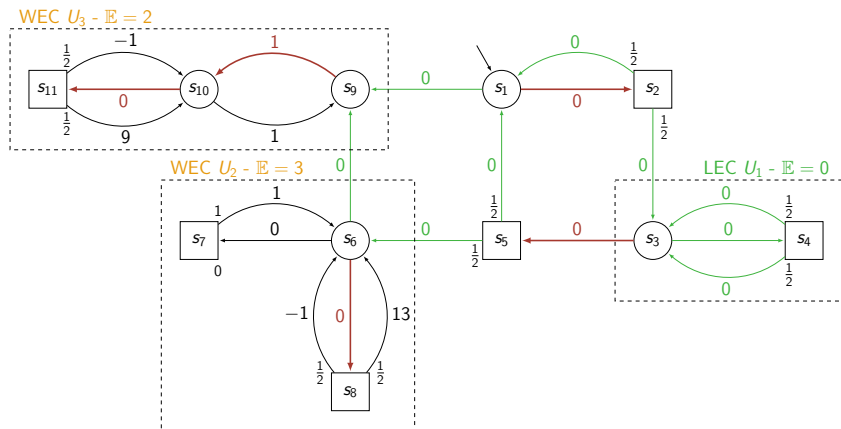 WEC U₃ - 𝔼 = 2
½ −1 1 0 0 ½
s₁₁ 0 s₁₀ s₉ s₁ 0 s₂
½ 9 1 ½
WEC U₂ - 𝔼 = 3 0 0 0 LEC U₁ - 𝔼 = 0
1 1 ½ 0 ½
s₇ 0 s₆ 0 s₅ 0 s₃ 0 s₄
0 ½ 0 ½
−1 0 13
½ s₈ ½